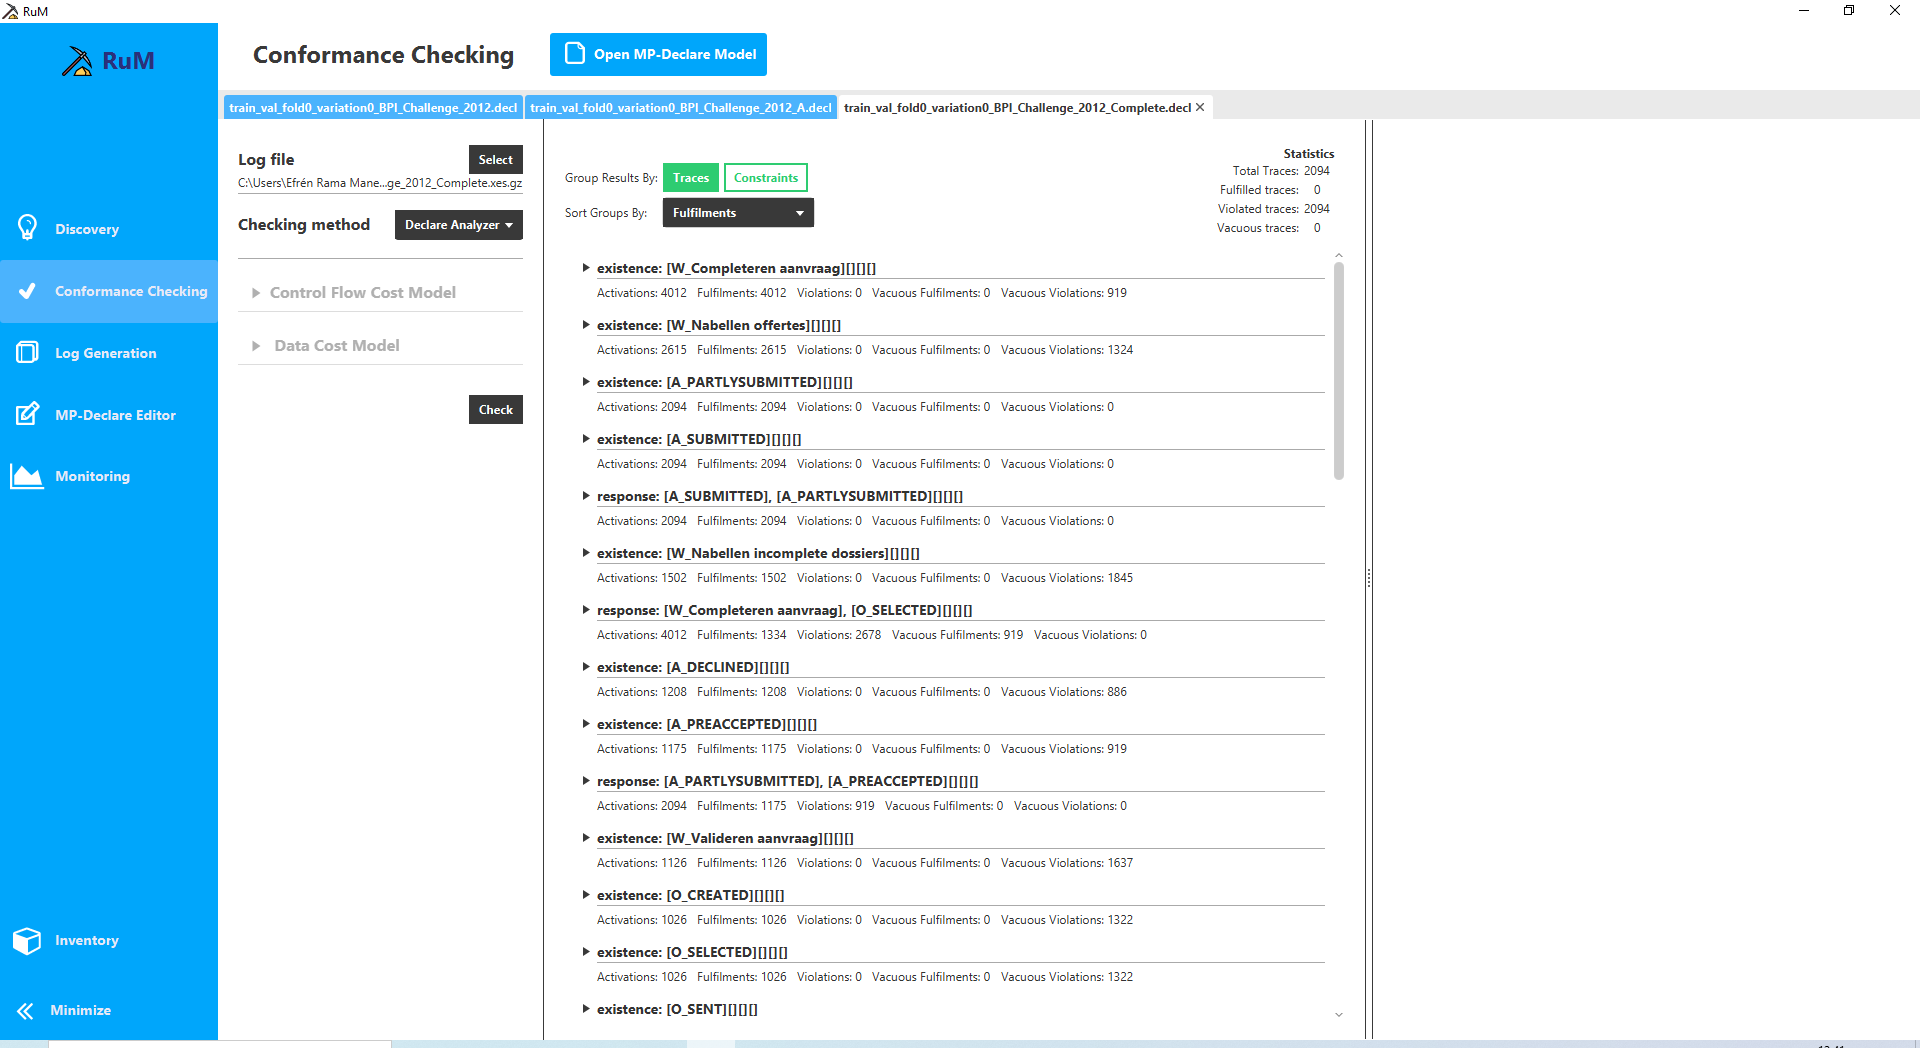 RuM
RuM
Conformance Checking
Open MP-Declare Model
train_val_fold0_variation0_BPI_Challenge_2012.decl
train_val_fold0_variation0_BPI_Challenge_2012_A.decl
train_val_fold0_variation0_BPI_Challenge_2012_Complete.decl
Discovery
Conformance Checking
Log Generation
MP-Declare Editor
Monitoring
Inventory
Minimize
Log file
Select
C:\Users\Efrén Rama Mane...ge_2012_Complete.xes.gz
Checking method
Declare Analyzer
Control Flow Cost Model
Data Cost Model
Check
Group Results By: Traces Constraints
Sort Groups By: Fulfilments
Statistics
Total Traces: 2094
Fulfilled traces: 0
Violated traces: 2094
Vacuous traces: 0
existence: [W_Completeren aanvraag][][][]
Activations: 4012 Fulfilments: 4012 Violations: 0 Vacuous Fulfilments: 0 Vacuous Violations: 919
existence: [W_Nabellen offertes][][][]
Activations: 2615 Fulfilments: 2615 Violations: 0 Vacuous Fulfilments: 0 Vacuous Violations: 1324
existence: [A_PARTLYSUBMITTED][][][]
Activations: 2094 Fulfilments: 2094 Violations: 0 Vacuous Fulfilments: 0 Vacuous Violations: 0
existence: [A_SUBMITTED][][][]
Activations: 2094 Fulfilments: 2094 Violations: 0 Vacuous Fulfilments: 0 Vacuous Violations: 0
response: [A_SUBMITTED], [A_PARTLYSUBMITTED][][][]
Activations: 2094 Fulfilments: 2094 Violations: 0 Vacuous Fulfilments: 0 Vacuous Violations: 0
existence: [W_Nabellen incomplete dossiers][][][]
Activations: 1502 Fulfilments: 1502 Violations: 0 Vacuous Fulfilments: 0 Vacuous Violations: 1845
response: [W_Completeren aanvraag], [O_SELECTED][][][]
Activations: 4012 Fulfilments: 1334 Violations: 2678 Vacuous Fulfilments: 919 Vacuous Violations: 0
existence: [A_DECLINED][][][]
Activations: 1208 Fulfilments: 1208 Violations: 0 Vacuous Fulfilments: 0 Vacuous Violations: 886
existence: [A_PREACCEPTED][][][]
Activations: 1175 Fulfilments: 1175 Violations: 0 Vacuous Fulfilments: 0 Vacuous Violations: 919
response: [A_PARTLYSUBMITTED], [A_PREACCEPTED][][][]
Activations: 2094 Fulfilments: 1175 Violations: 919 Vacuous Fulfilments: 0 Vacuous Violations: 0
existence: [W_Valideren aanvraag][][][]
Activations: 1126 Fulfilments: 1126 Violations: 0 Vacuous Fulfilments: 0 Vacuous Violations: 1637
existence: [O_CREATED][][][]
Activations: 1026 Fulfilments: 1026 Violations: 0 Vacuous Fulfilments: 0 Vacuous Violations: 1322
existence: [O_SELECTED][][][]
Activations: 1026 Fulfilments: 1026 Violations: 0 Vacuous Fulfilments: 0 Vacuous Violations: 1322
existence: [O_SENT][][][]